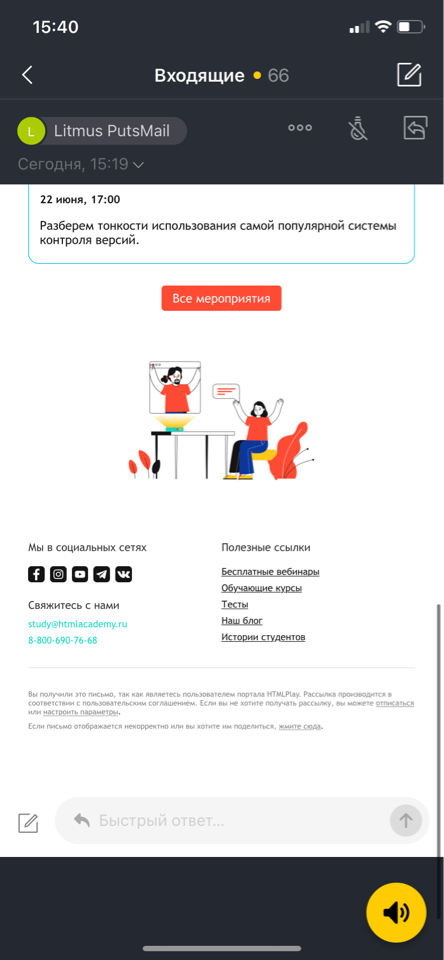 15:40
Входящие • 66
L Litmus PutsMail
Сегодня, 15:19
22 июня, 17:00
Разберем тонкости использования самой популярной системы
контроля версий.
Все мероприятия
Мы в социальных сетях
Свяжитесь с нами
study@htmlacademy.ru
8-800-690-76-68
Полезные ссылки
Бесплатные вебинары
Обучающие курсы
Тесты
Наш блог
Истории студентов
Вы получили это письмо, так как являетесь пользователем портала HTMLPlay. Рассылка производится в
соответствии с пользовательским соглашением. Если вы не хотите получать рассылку, вы можете отписаться
или настроить параметры.
Если письмо отображается некорректно или вы хотите им поделиться, жмите сюда.
Быстрый ответ...